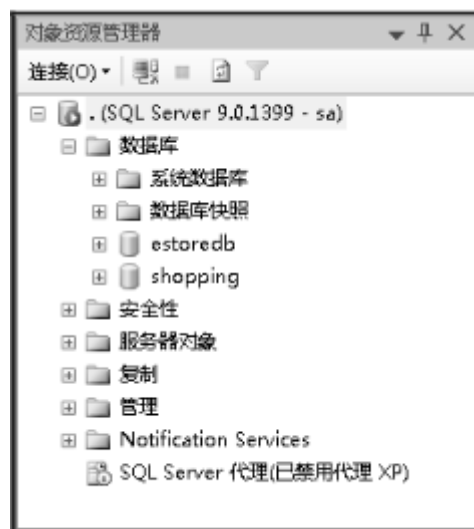 对象资源管理器
连接(O)
. (SQL Server 9.0.1399 - sa)
数据库
系统数据库
数据库快照
estoredb
shopping
安全性
服务器对象
复制
管理
Notification Services
SQL Server 代理(已禁用代理 XP)